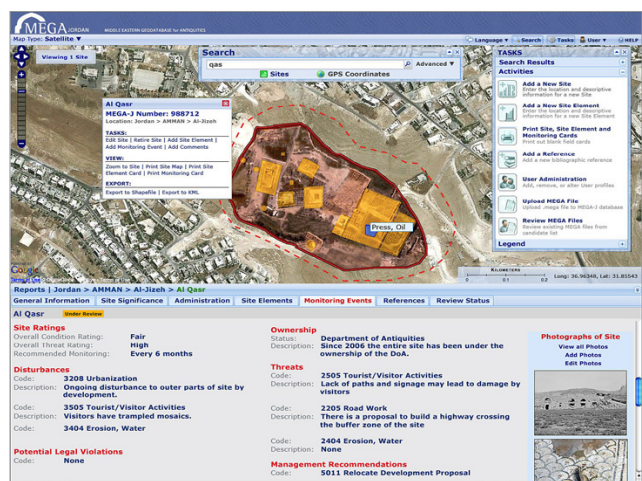 MEGA JORDAN MIDDLE EASTERN GEODATABASE FOR ANTIQUITIES
Map Type: Satellite ▼
Language ▼ Search Tasks User ▼ HELP
Viewing 1 Site
Search
qas
Advanced ▼
Sites GPS Coordinates
Al Qasr
MEGA-J Number: 988712
Location: Jordan > AMMAN > Al-Jizeh
TASKS:
Edit Site | Retire Site | Add Site Element |
Add Monitoring Event | Add Comments
VIEW:
Zoom to Site | Print Site Map | Print Site
Element Card | Print Monitoring Card
EXPORT:
Export to Shapefile | Export to KML
Press, Oil
TASKS
Search Results
Activities
Add a New Site
Enter the location and descriptive
information for a new site
Add a New Site Element
Enter the location and descriptive
information for a new Site Element
Print Site, Site Element and
Monitoring Cards
Print out blank field cards
Add a Reference
Add a new bibliographic reference
User Administration
Add, remove, or alter User profiles
Upload MEGA File
Upload .mega file to MEGA-J database
Review MEGA Files
Review existing MEGA files from
candidate list
Legend
Google
Terms of Use
KILOMETERS
0 0.1 0.2
Long: 36.96348, Lat: 31.85543
Reports | Jordan > AMMAN > Al-Jizeh > Al Qasr
General Information Site Significance Administration Site Elements Monitoring Events References Review Status
Al Qasr Under Review
Site Ratings
Overall Condition Rating: Fair
Overall Threat Rating: High
Recommended Monitoring: Every 6 months
Disturbances
Code: 3208 Urbanization
Description: Ongoing disturbance to outer parts of site by
development.
Code: 3505 Tourist/Visitor Activities
Description: Visitors have trampled mosaics.
Code: 3404 Erosion, Water
Potential Legal Violations
Code: None
Ownership
Status: Department of Antiquities
Description: Since 2006 the entire site has been under the
ownership of the DoA.
Threats
Code: 2505 Tourist/Visitor Activities
Description: Lack of paths and signage may lead to damage by
visitors
Code: 2205 Road Work
Description: There is a proposal to build a highway crossing
the buffer zone of the site
Code: 2404 Erosion, Water
Description: None
Management Recommendations
Code: 5011 Relocate Development Proposal
Photographs of Site
View all Photos
Add Photos
Edit Photos